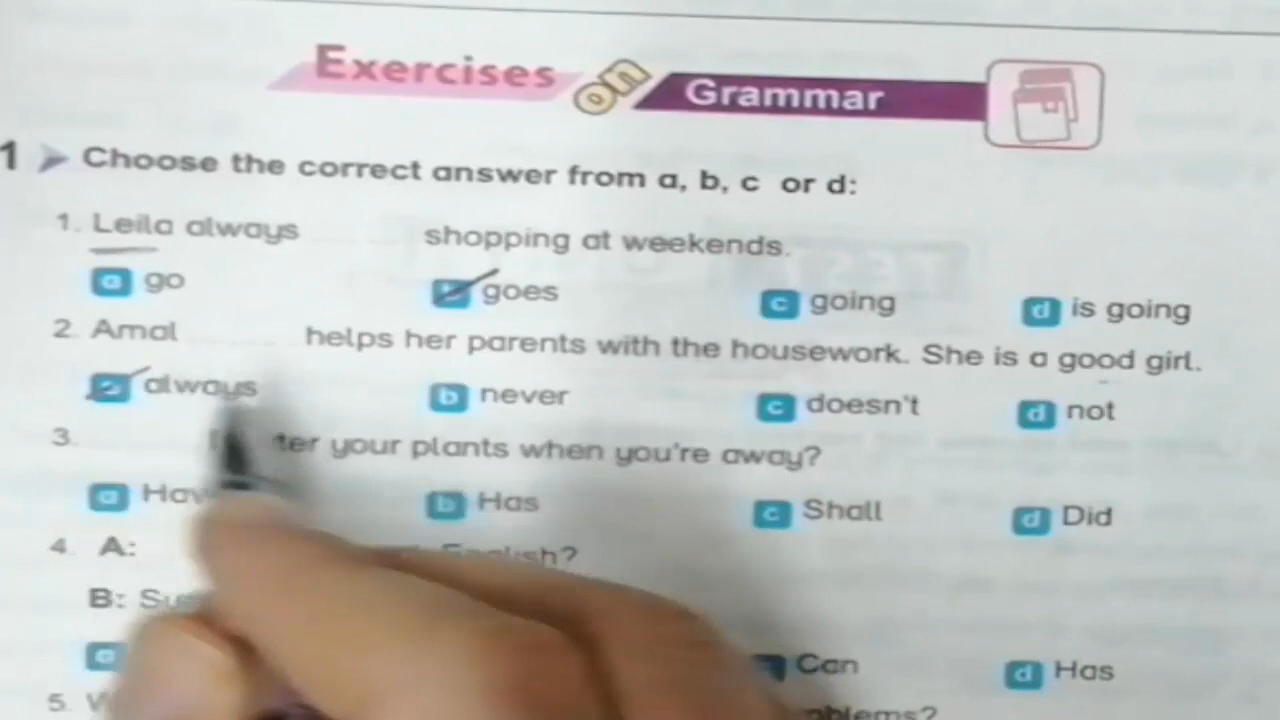 Exercises on Grammar
1 Choose the correct answer from a, b, c or d:
1. Leila always shopping at weekends.
a go b goes c going d is going
2. Amal helps her parents with the housework. She is a good girl.
a always b never c doesn't d not
3. your plants when you're away?
a b Has c Shall d Did
4. A: English?
B:
a Can d Has
5.